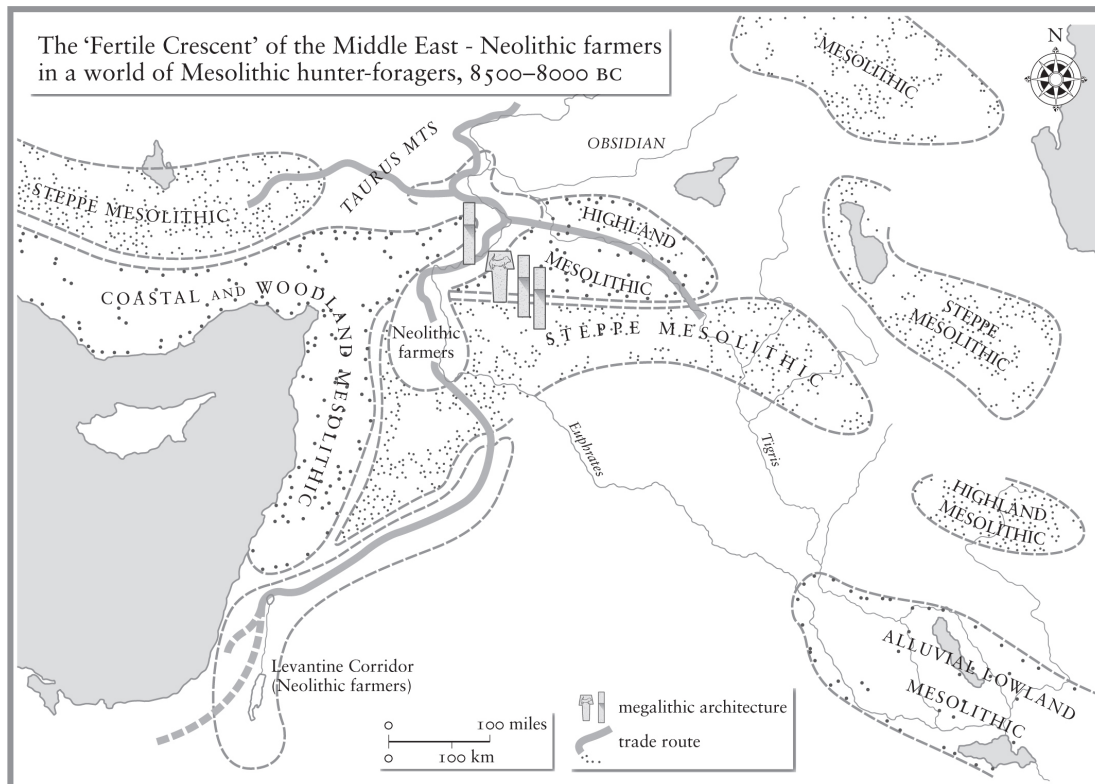 The ‘Fertile Crescent’ of the Middle East - Neolithic farmers
in a world of Mesolithic hunter-foragers, 8500–8000 BC
N
MESOLITHIC
TAURUS MTS
OBSIDIAN
STEPPE MESOLITHIC
HIGHLAND
MESOLITHIC
COASTAL AND WOODLAND MESOLITHIC
Neolithic
farmers
STEPPE MESOLITHIC
STEPPE
MESOLITHIC
Euphrates
Tigris
HIGHLAND
MESOLITHIC
ALLUVIAL LOWLAND
MESOLITHIC
Levantine Corridor
(Neolithic farmers)
0 100 miles
0 100 km
megalithic architecture
trade route